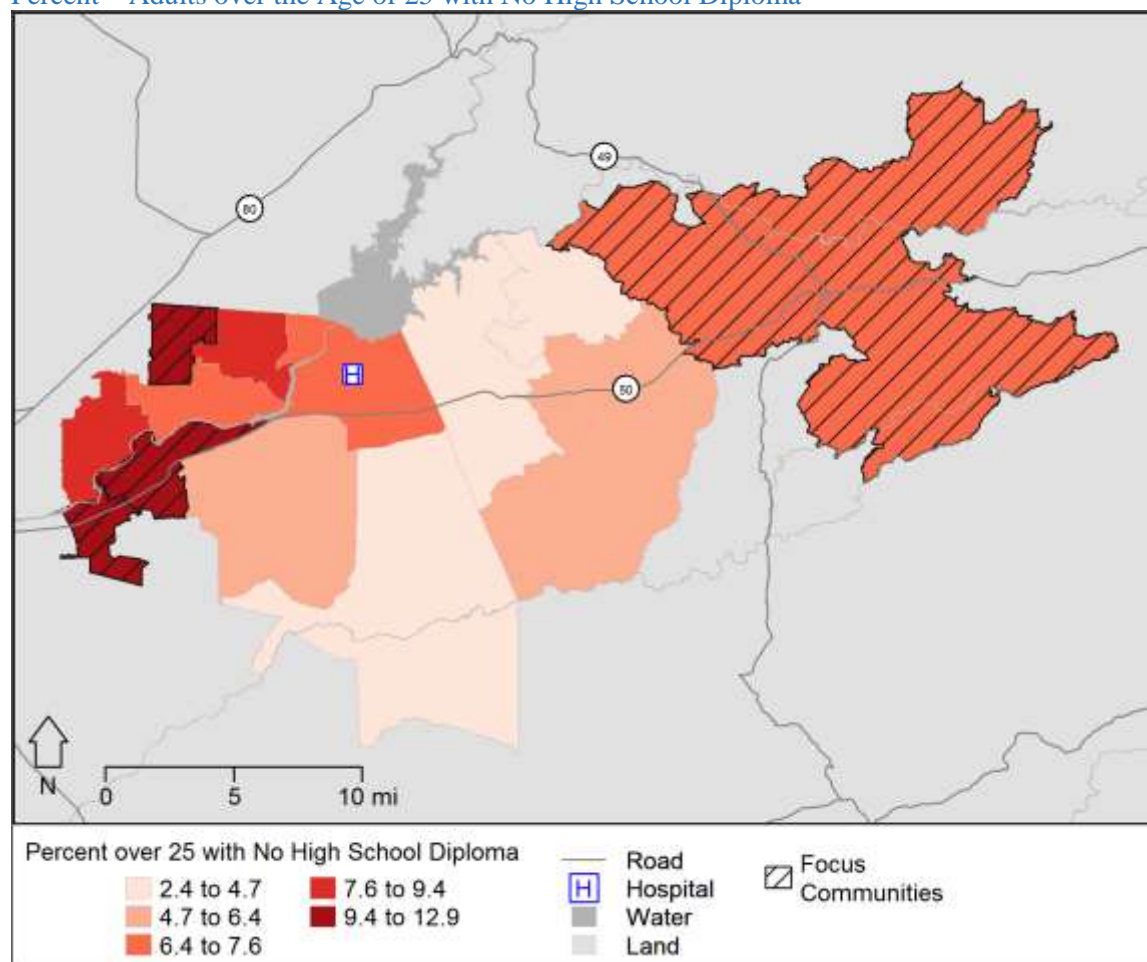 Percent – Adults over the Age of 25 with No High School Diploma
49
80
H
50
N
0 5 10 mi
Percent over 25 with No High School Diploma
2.4 to 4.7
4.7 to 6.4
6.4 to 7.6
7.6 to 9.4
9.4 to 12.9
Road
H Hospital
Water
Land
Focus
Communities